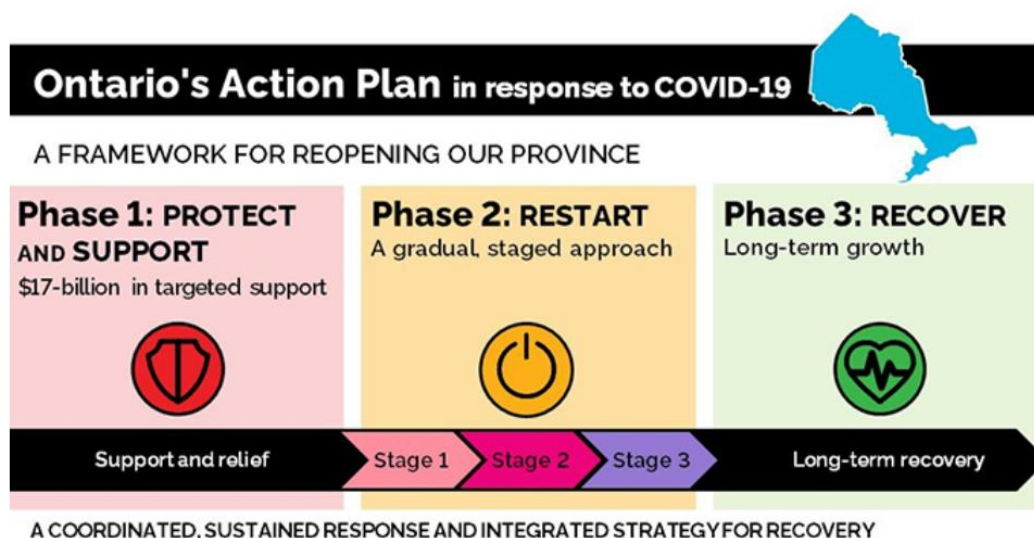 Ontario's Action Plan in response to COVID-19
A FRAMEWORK FOR REOPENING OUR PROVINCE
Phase 1: PROTECT
AND SUPPORT
$17-billion in targeted support
Phase 2: RESTART
A gradual, staged approach
Phase 3: RECOVER
Long-term growth
Support and relief
Stage 1
Stage 2
Stage 3
Long-term recovery
A COORDINATED, SUSTAINED RESPONSE AND INTEGRATED STRATEGY FOR RECOVERY